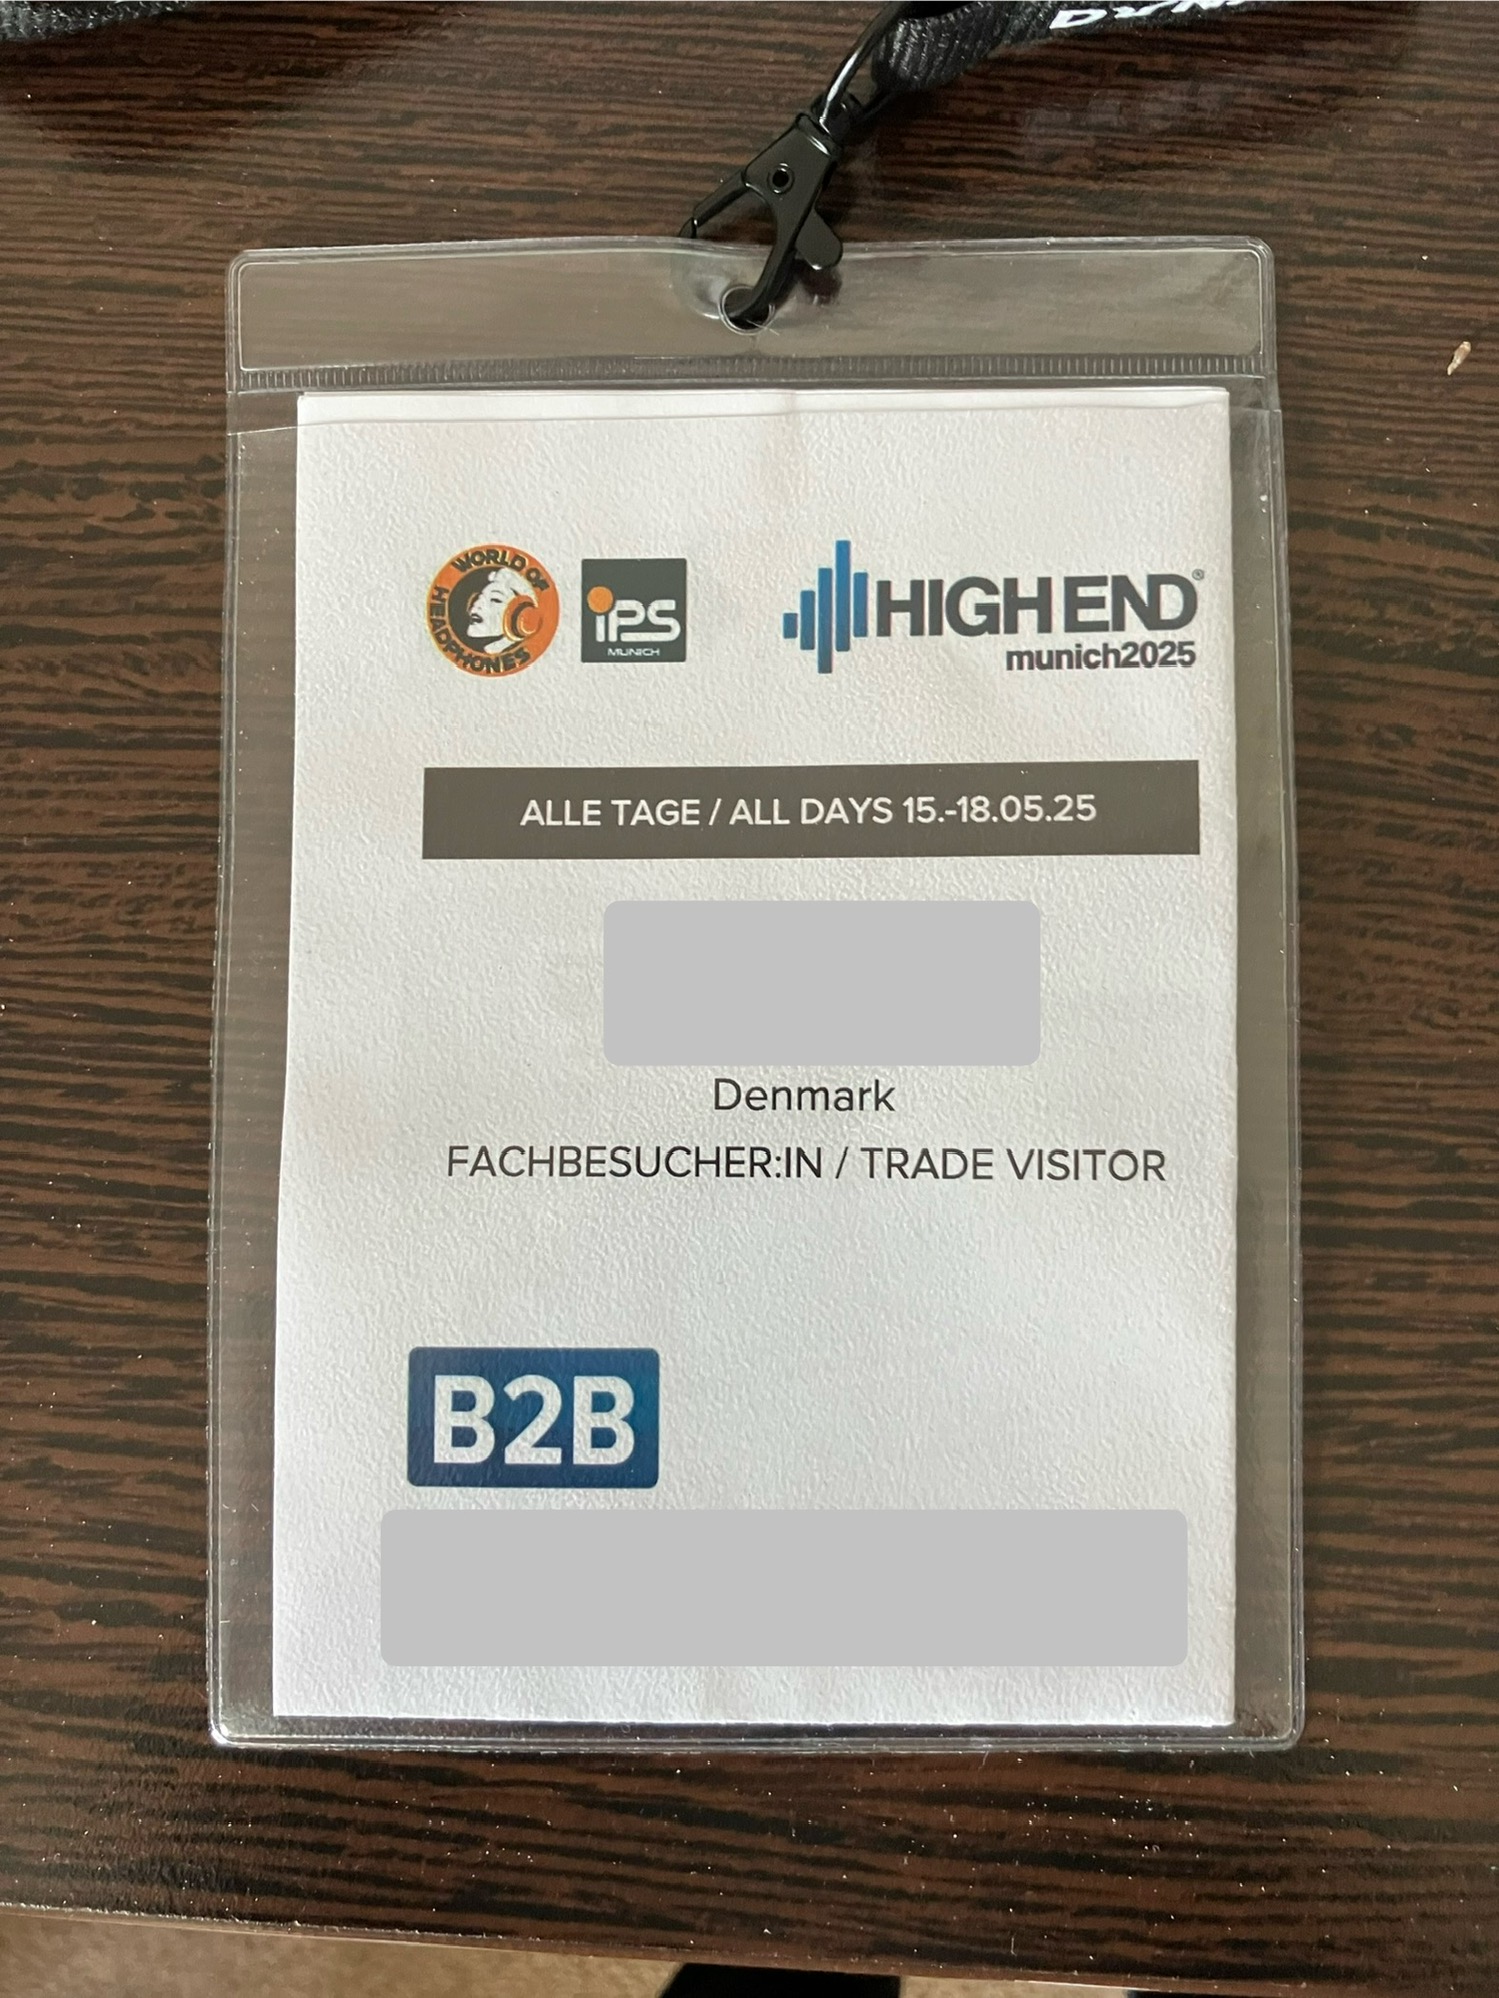 WORLD OF HEADPHONES
iPS
MUNICH
HIGH END®
munich2025
ALLE TAGE / ALL DAYS 15.-18.05.25
Denmark
FACHBESUCHER:IN / TRADE VISITOR
B2B